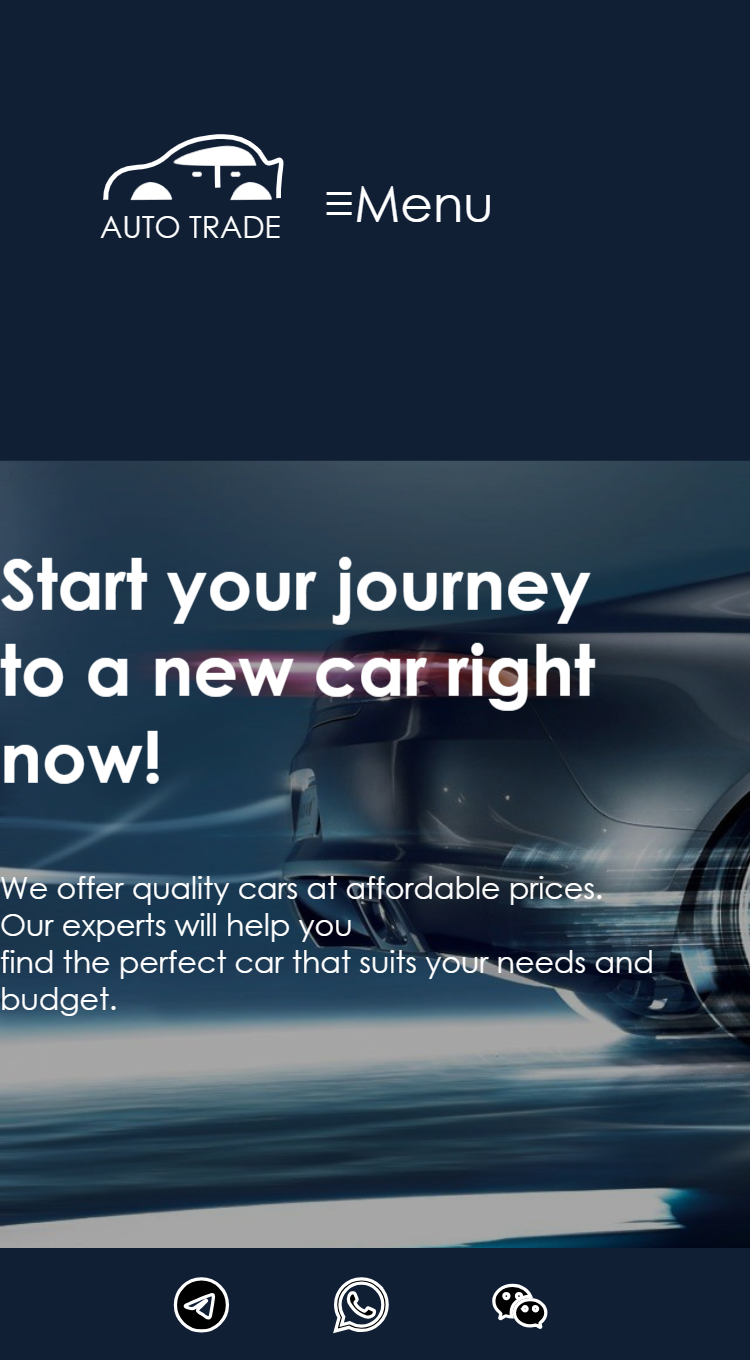 AUTO TRADE
Menu
Start your journey
to a new car right
now!
We offer quality cars at affordable prices.
Our experts will help you
find the perfect car that suits your needs and
budget.